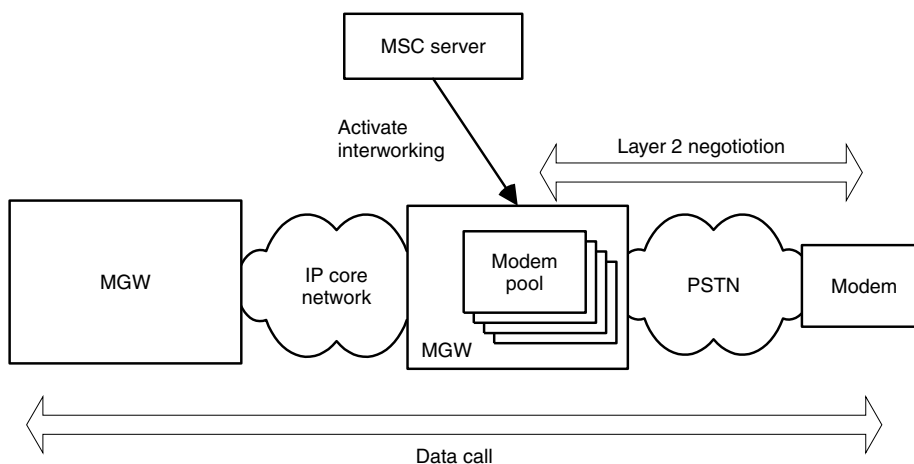 MSC server
Activate
interworking
Layer 2 negotiotion
MGW
IP core
network
Modem
pool
MGW
PSTN
Modem
Data call